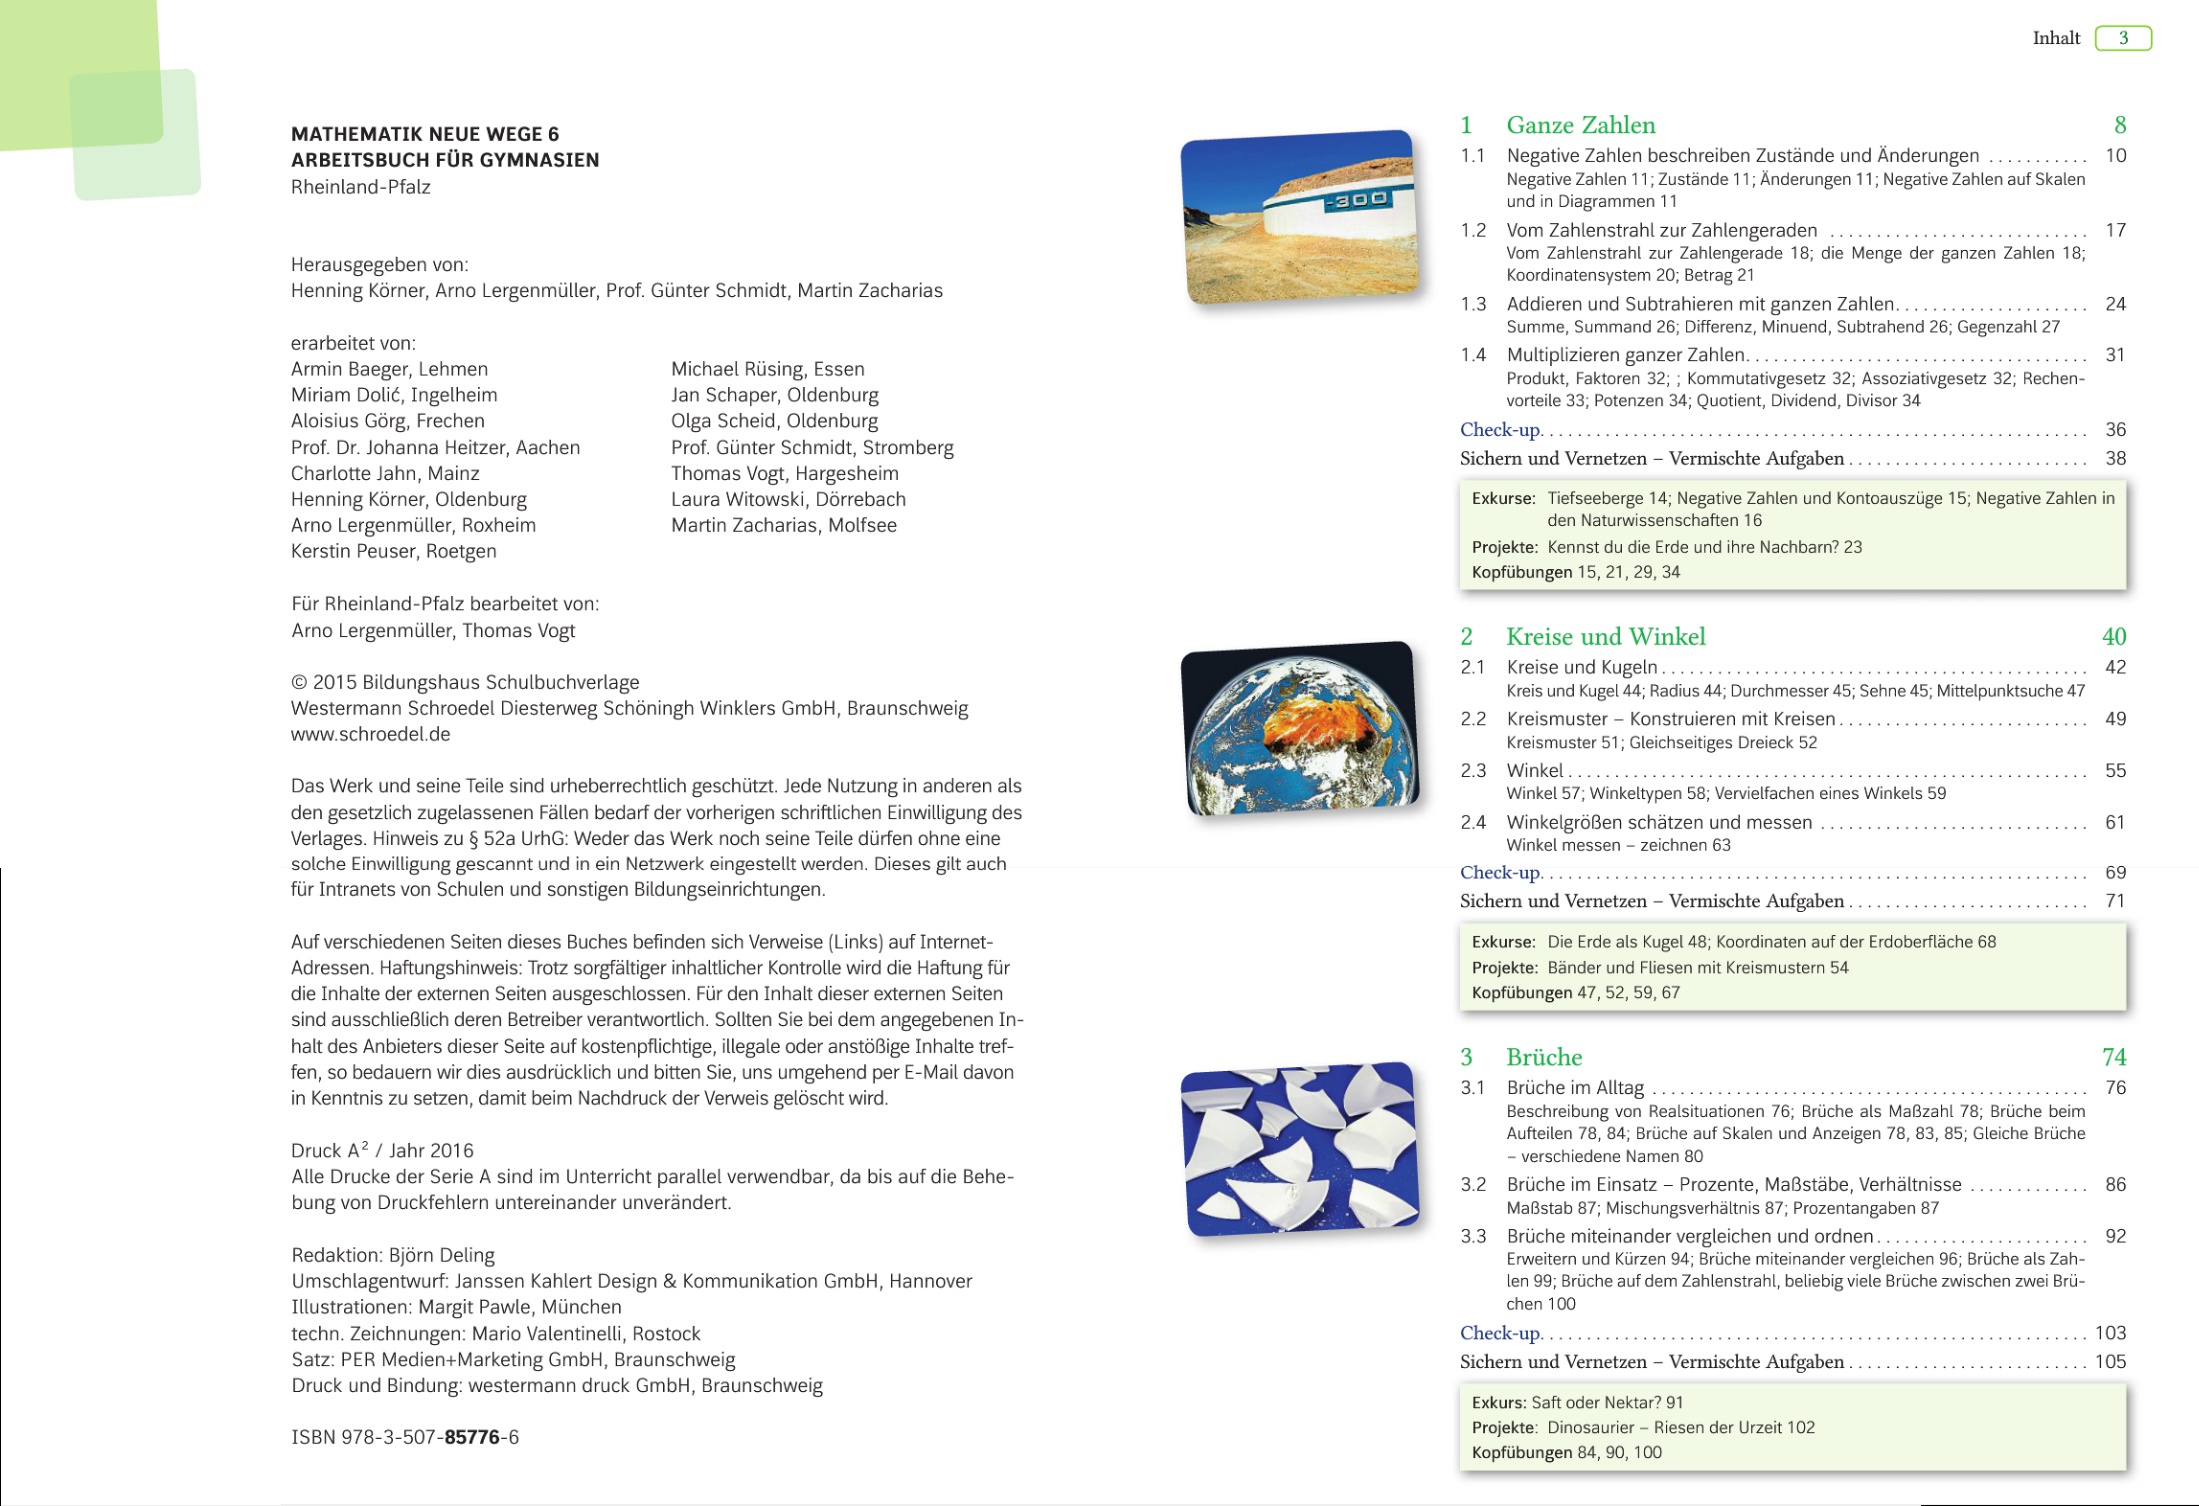 MATHEMATIK NEUE WEGE 6
ARBEITSBUCH FÜR GYMNASIEN
Rheinland-Pfalz
Herausgegeben von:
Henning Körner, Arno Lergenmüller, Prof. Günter Schmidt, Martin Zacharias
erarbeitet von:
Armin Baeger, Lehmen
Miriam Dolić, Ingelheim
Aloisius Görg, Frechen
Prof. Dr. Johanna Heitzer, Aachen
Charlotte Jahn, Mainz
Henning Körner, Oldenburg
Arno Lergenmüller, Roxheim
Kerstin Peuser, Roetgen
Michael Rüsing, Essen
Jan Schaper, Oldenburg
Olga Scheid, Oldenburg
Prof. Günter Schmidt, Stromberg
Thomas Vogt, Hargesheim
Laura Witowski, Dörrebach
Martin Zacharias, Molfsee
Für Rheinland-Pfalz bearbeitet von:
Arno Lergenmüller, Thomas Vogt
© 2015 Bildungshaus Schulbuchverlage
Westermann Schroedel Diesterweg Schöningh Winklers GmbH, Braunschweig
www.schroedel.de
Das Werk und seine Teile sind urheberrechtlich geschützt. Jede Nutzung in anderen als
den gesetzlich zugelassenen Fällen bedarf der vorherigen schriftlichen Einwilligung des
Verlages. Hinweis zu § 52a UrhG: Weder das Werk noch seine Teile dürfen ohne eine
solche Einwilligung gescannt und in ein Netzwerk eingestellt werden. Dieses gilt auch
für Intranets von Schulen und sonstigen Bildungseinrichtungen.
Auf verschiedenen Seiten dieses Buches befinden sich Verweise (Links) auf Internet-
Adressen. Haftungshinweis: Trotz sorgfältiger inhaltlicher Kontrolle wird die Haftung für
die Inhalte der externen Seiten ausgeschlossen. Für den Inhalt dieser externen Seiten
sind ausschließlich deren Betreiber verantwortlich. Sollten Sie bei dem angegebenen In-
halt des Anbieters dieser Seite auf kostenpflichtige, illegale oder anstößige Inhalte tref-
fen, so bedauern wir dies ausdrücklich und bitten Sie, uns umgehend per E-Mail davon
in Kenntnis zu setzen, damit beim Nachdruck der Verweis gelöscht wird.
Druck A² / Jahr 2016
Alle Drucke der Serie A sind im Unterricht parallel verwendbar, da bis auf die Behe-
bung von Druckfehlern untereinander unverändert.
Redaktion: Björn Deling
Umschlagentwurf: Janssen Kahlert Design & Kommunikation GmbH, Hannover
Illustrationen: Margit Pawle, München
techn. Zeichnungen: Mario Valentinelli, Rostock
Satz: PER Medien+Marketing GmbH, Braunschweig
Druck und Bindung: westermann druck GmbH, Braunschweig
ISBN 978-3-507-85776-6
Inhalt 3
-300
1 Ganze Zahlen 8
1.1 Negative Zahlen beschreiben Zustände und Änderungen ........... 10
Negative Zahlen 11; Zustände 11; Änderungen 11; Negative Zahlen auf Skalen
und in Diagrammen 11
1.2 Vom Zahlenstrahl zur Zahlengeraden ............................ 17
Vom Zahlenstrahl zur Zahlengerade 18; die Menge der ganzen Zahlen 18;
Koordinatensystem 20; Betrag 21
1.3 Addieren und Subtrahieren mit ganzen Zahlen..................... 24
Summe, Summand 26; Differenz, Minuend, Subtrahend 26; Gegenzahl 27
1.4 Multiplizieren ganzer Zahlen..................................... 31
Produkt, Faktoren 32; ; Kommutativgesetz 32; Assoziativgesetz 32; Rechen-
vorteile 33; Potenzen 34; Quotient, Dividend, Divisor 34
Check-up........................................................... 36
Sichern und Vernetzen – Vermischte Aufgaben.......................... 38
Exkurse: Tiefseeberge 14; Negative Zahlen und Kontoauszüge 15; Negative Zahlen in
den Naturwissenschaften 16
Projekte: Kennst du die Erde und ihre Nachbarn? 23
Kopfübungen 15, 21, 29, 34
2 Kreise und Winkel 40
2.1 Kreise und Kugeln.............................................. 42
Kreis und Kugel 44; Radius 44; Durchmesser 45; Sehne 45; Mittelpunktsuche 47
2.2 Kreismuster – Konstruieren mit Kreisen........................... 49
Kreismuster 51; Gleichseitiges Dreieck 52
2.3 Winkel........................................................ 55
Winkel 57; Winkeltypen 58; Vervielfachen eines Winkels 59
2.4 Winkelgrößen schätzen und messen ............................. 61
Winkel messen – zeichnen 63
Check-up........................................................... 69
Sichern und Vernetzen – Vermischte Aufgaben.......................... 71
Exkurse: Die Erde als Kugel 48; Koordinaten auf der Erdoberfläche 68
Projekte: Bänder und Fliesen mit Kreismustern 54
Kopfübungen 47, 52, 59, 67
3 Brüche 74
3.1 Brüche im Alltag ............................................... 76
Beschreibung von Realsituationen 76; Brüche als Maßzahl 78; Brüche beim
Aufteilen 78, 84; Brüche auf Skalen und Anzeigen 78, 83, 85; Gleiche Brüche
– verschiedene Namen 80
3.2 Brüche im Einsatz – Prozente, Maßstäbe, Verhältnisse ............. 86
Maßstab 87; Mischungsverhältnis 87; Prozentangaben 87
3.3 Brüche miteinander vergleichen und ordnen....................... 92
Erweitern und Kürzen 94; Brüche miteinander vergleichen 96; Brüche als Zah-
len 99; Brüche auf dem Zahlenstrahl, beliebig viele Brüche zwischen zwei Brü-
chen 100
Check-up........................................................... 103
Sichern und Vernetzen – Vermischte Aufgaben.......................... 105
Exkurs: Saft oder Nektar? 91
Projekte: Dinosaurier – Riesen der Urzeit 102
Kopfübungen 84, 90, 100